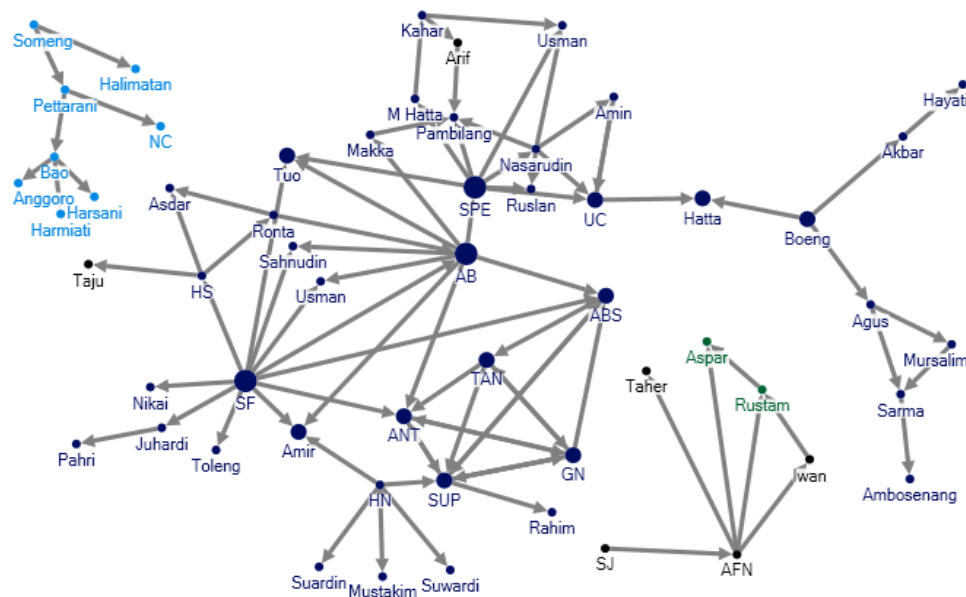 Someng
Halimatan
Pettarani
NC
Bao
Anggoro
Harsani
Harmiati
Kahar
Usman
Arif
M Hatta
Pambilang
Makka
Nasarudin
Amin
Hayati
Akbar
Tuo
SPE
Ruslan
UC
Hatta
Boeng
Asdar
Ronta
Sahnudin
AB
Taju
HS
Usman
ABS
Agus
Mursalim
Aspar
TAN
Taher
Rustam
Nikai
SF
Sarma
Juhardi
Pahri
Toleng
Amir
ANT
GN
Iwan
HN
SUP
Ambosenang
Rahim
SJ
AFN
Suardin
Mustakim
Suwardi